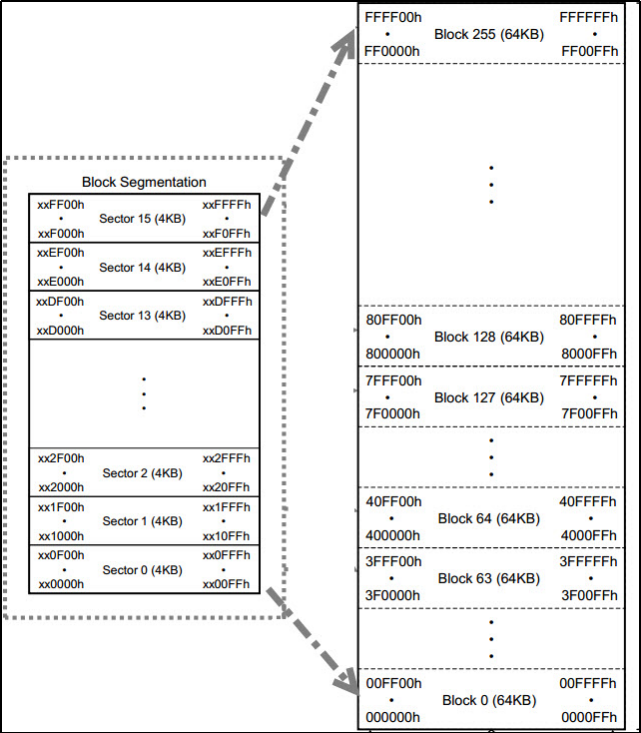 Block Segmentation
xxFF00h xxFFFFh
• Sector 15 (4KB) •
xxF000h xxF0FFh
xxEF00h xxEFFFh
• Sector 14 (4KB) •
xxE000h xxE0FFh
xxDF00h xxDFFFh
• Sector 13 (4KB) •
xxD000h xxD0FFh
xx2F00h xx2FFFh
• Sector 2 (4KB) •
xx2000h xx20FFh
xx1F00h xx1FFFh
• Sector 1 (4KB) •
xx1000h xx10FFh
xx0F00h xx0FFFh
• Sector 0 (4KB) •
xx0000h xx00FFh
FFFF00h FFFFFFh
• Block 255 (64KB) •
FF0000h FF00FFh
80FF00h 80FFFFh
• Block 128 (64KB) •
800000h 8000FFh
7FFF00h 7FFFFFh
• Block 127 (64KB) •
7F0000h 7F00FFh
40FF00h 40FFFFh
• Block 64 (64KB) •
400000h 4000FFh
3FFF00h 3FFFFFh
• Block 63 (64KB) •
3F0000h 3F00FFh
00FF00h 00FFFFh
• Block 0 (64KB) •
000000h 0000FFh